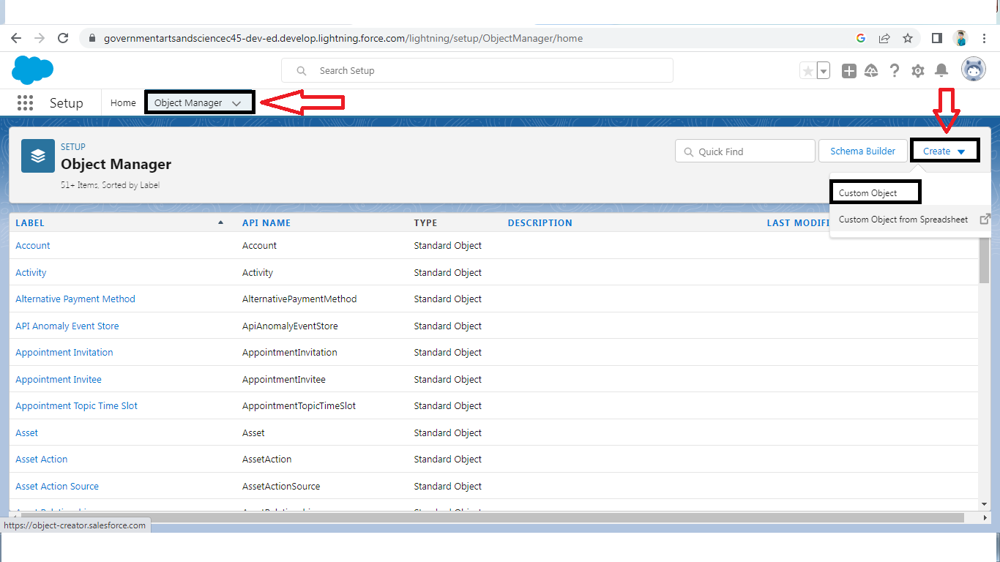 governmentartsandsciencec45-dev-ed.develop.lightning.force.com/lightning/setup/ObjectManager/home
Search Setup
Setup Home Object Manager
SETUP
Object Manager
51+ Items, Sorted by Label
Quick Find
Schema Builder
Create
Custom Object
Custom Object from Spreadsheet
LABEL API NAME TYPE DESCRIPTION LAST MODIFI
Account Account Standard Object
Activity Activity Standard Object
Alternative Payment Method AlternativePaymentMethod Standard Object
API Anomaly Event Store ApiAnomalyEventStore Standard Object
Appointment Invitation AppointmentInvitation Standard Object
Appointment Invitee AppointmentInvitee Standard Object
Appointment Topic Time Slot AppointmentTopicTimeSlot Standard Object
Asset Asset Standard Object
Asset Action AssetAction Standard Object
Asset Action Source AssetActionSource Standard Object
https://object-creator.salesforce.com